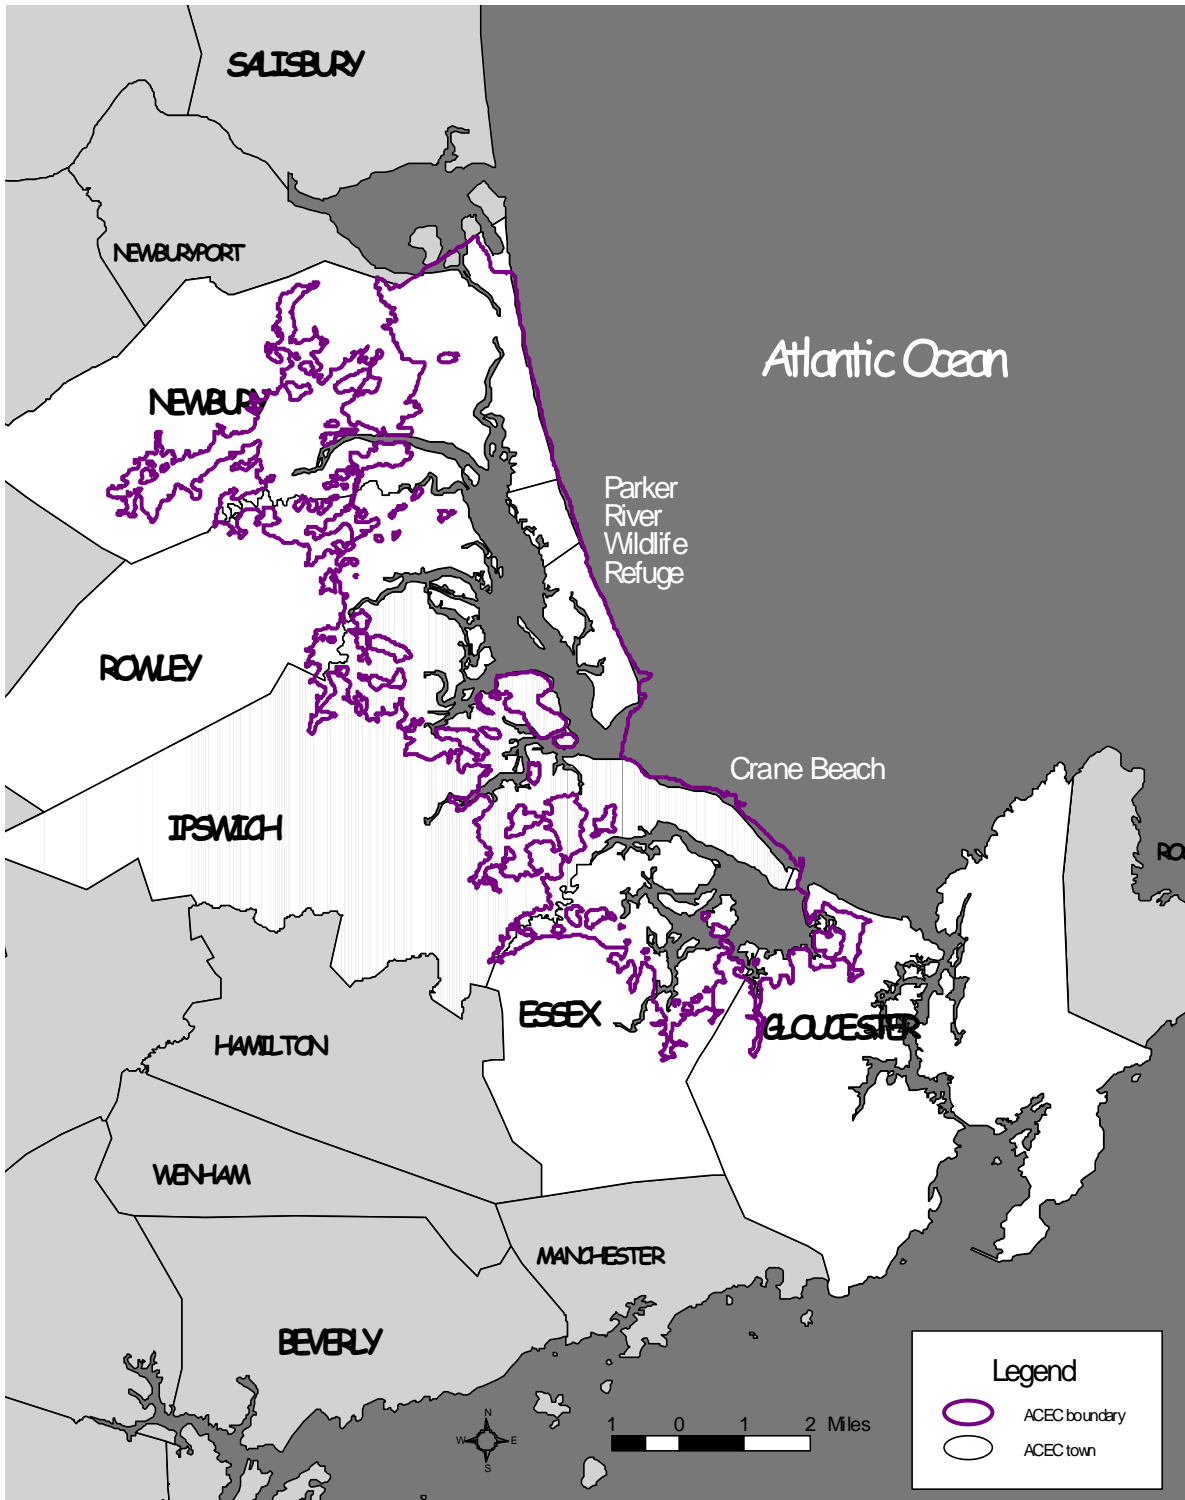 SALISBURY
NEWBURYPORT
Atlantic Ocean
NEWBURY
Parker
River
Wildlife
Refuge
ROWLEY
Crane Beach
IPSWICH
ESSEX
GLOUCESTER
HAMILTON
WENHAM
MANCHESTER
BEVERLY
Legend
ACEC boundary
ACEC town
N
W E
S
1 0 1 2 Miles